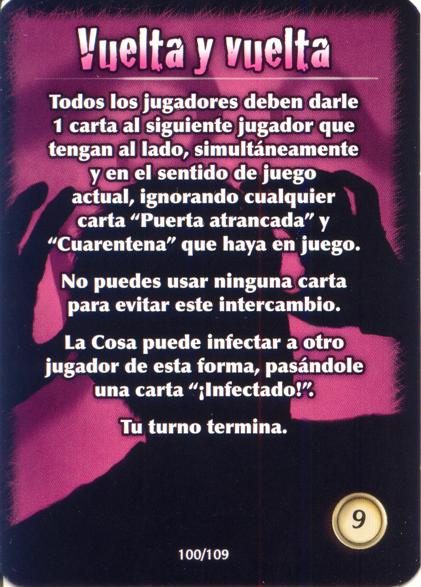 Vuelta y vuelta
Todos los jugadores deben darle
1 carta al siguiente jugador que
tengan al lado, simultáneamente
y en el sentido de juego
actual, ignorando cualquier
carta “Puerta atrancada” y
“Cuarentena” que haya en juego.
No puedes usar ninguna carta
para evitar este intercambio.
La Cosa puede infectar a otro
jugador de esta forma, pasándole
una carta “¡Infectado!”.
Tu turno termina.
9
100/109